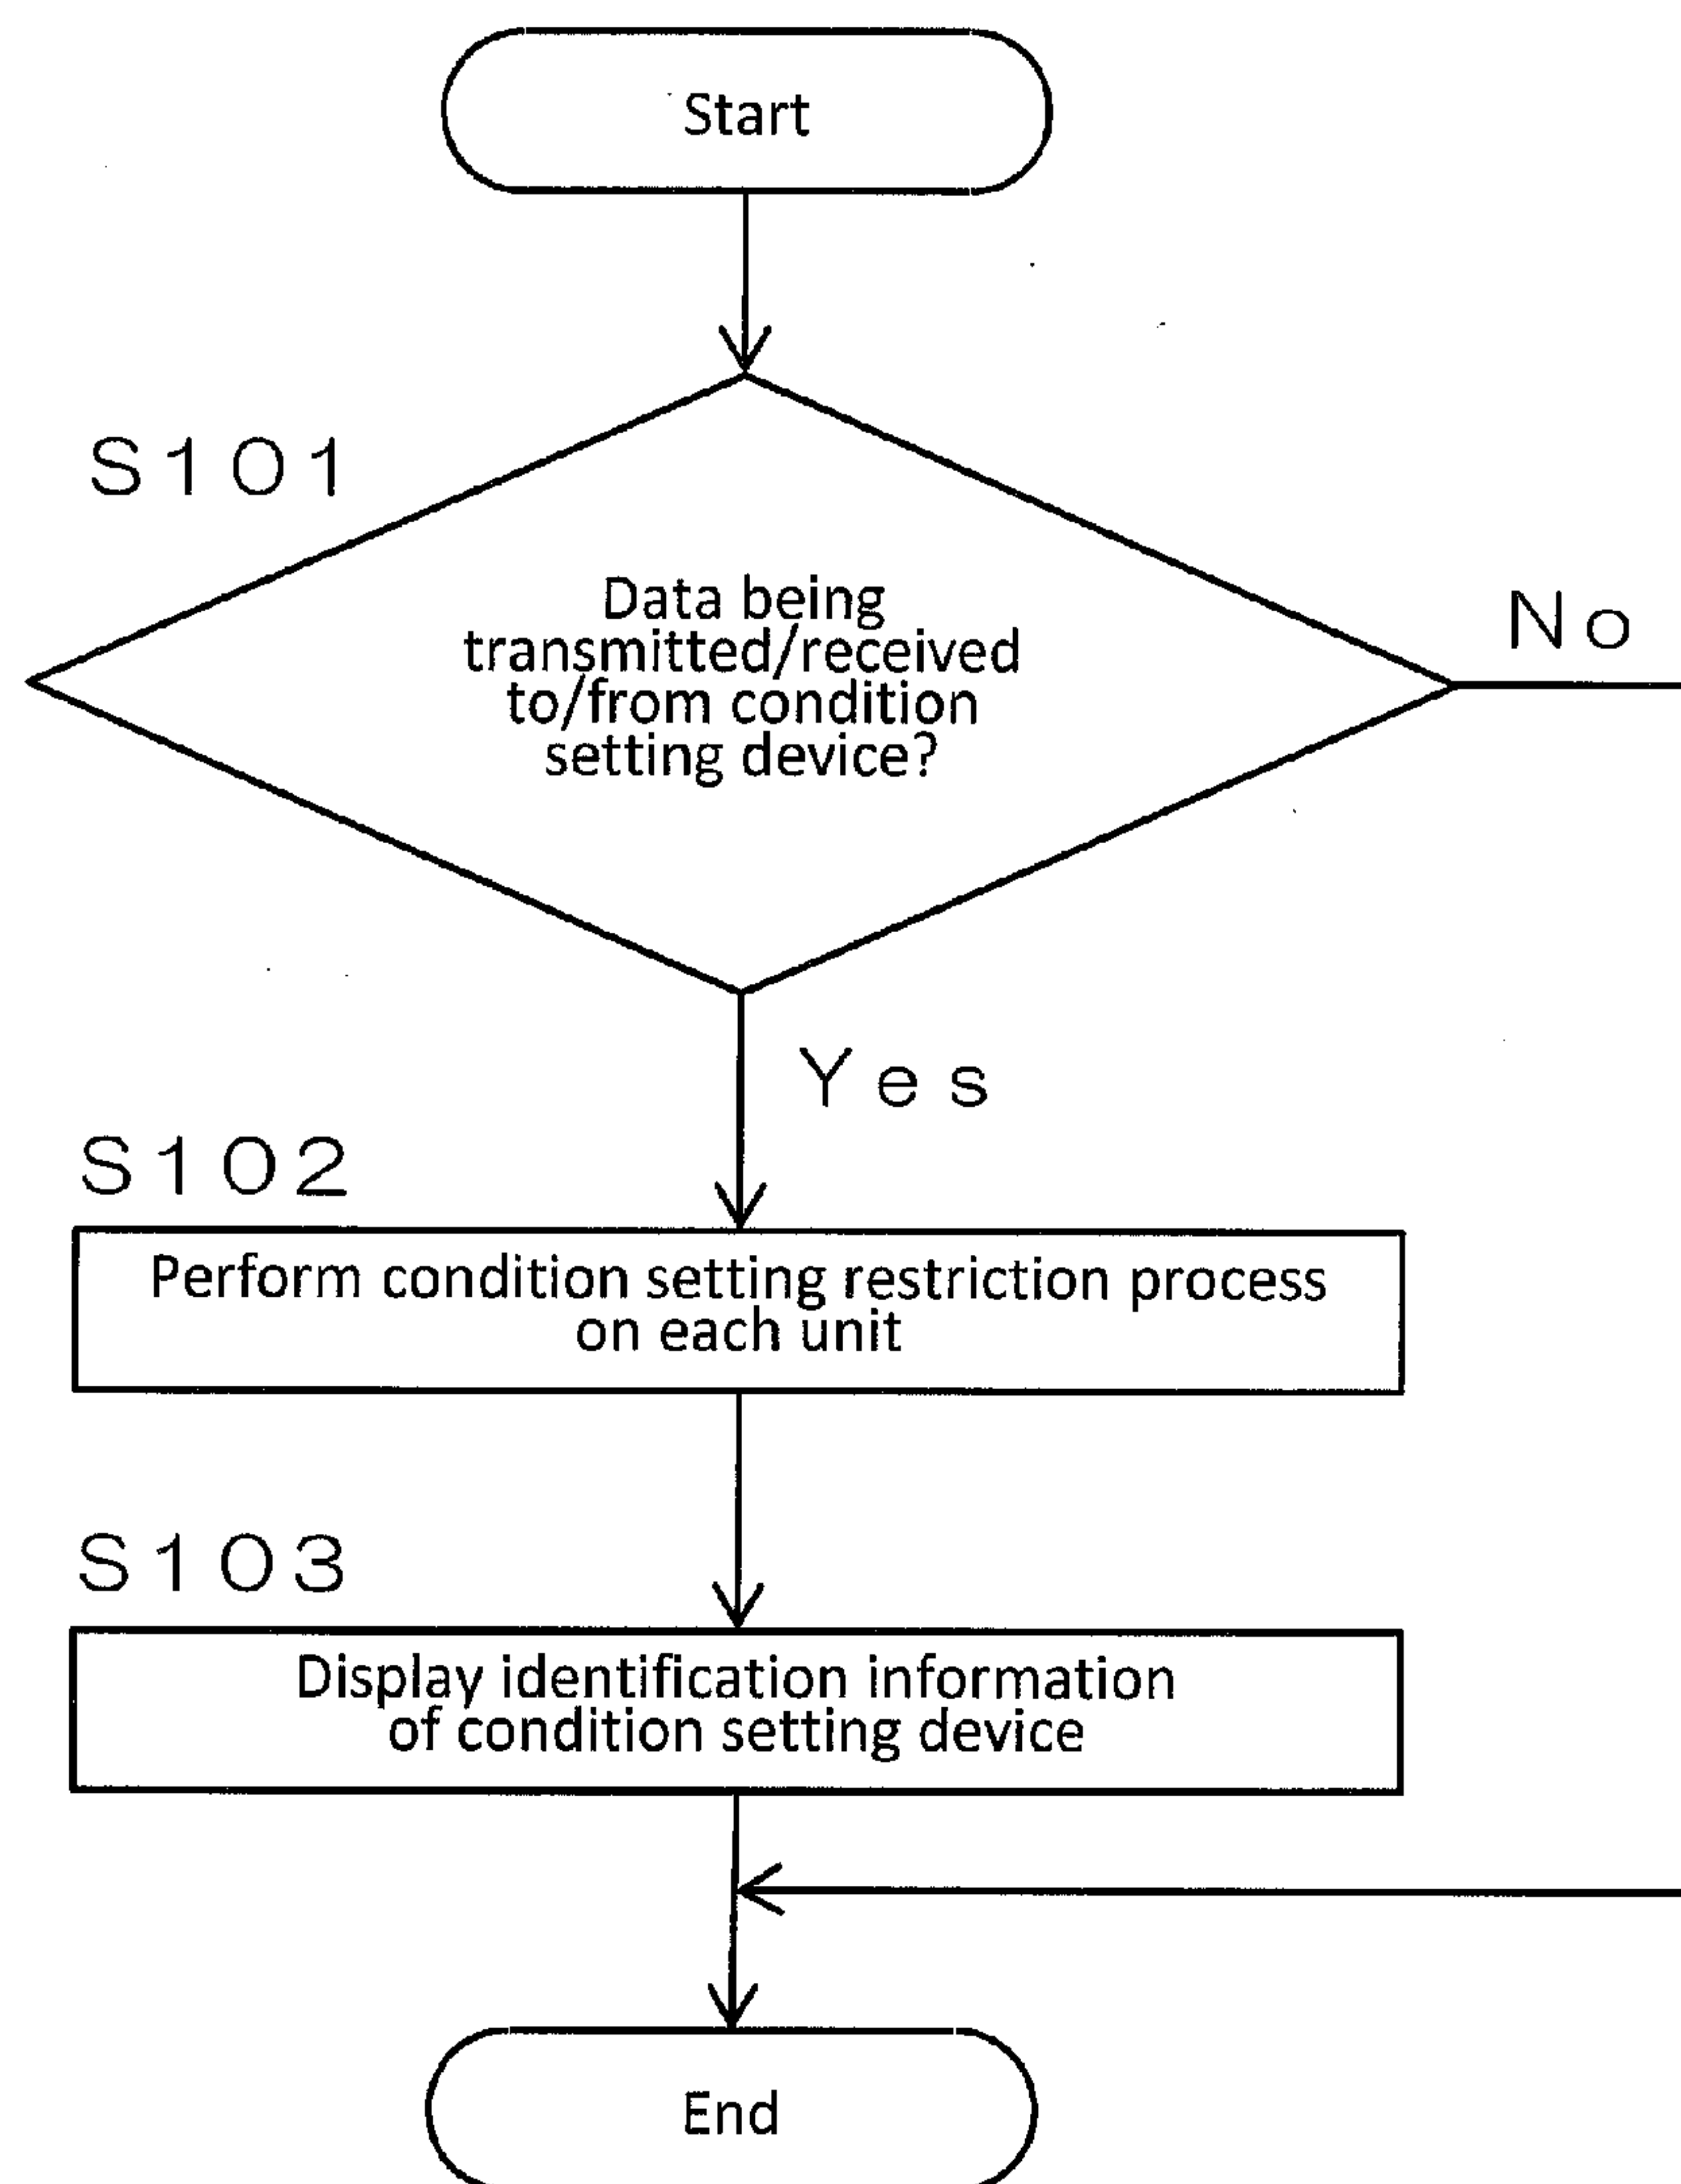 Start
S101
Data being
transmitted/received
to/from condition
setting device?
No
Yes
S102
Perform condition setting restriction process
on each unit
S103
Display identification information
of condition setting device
End